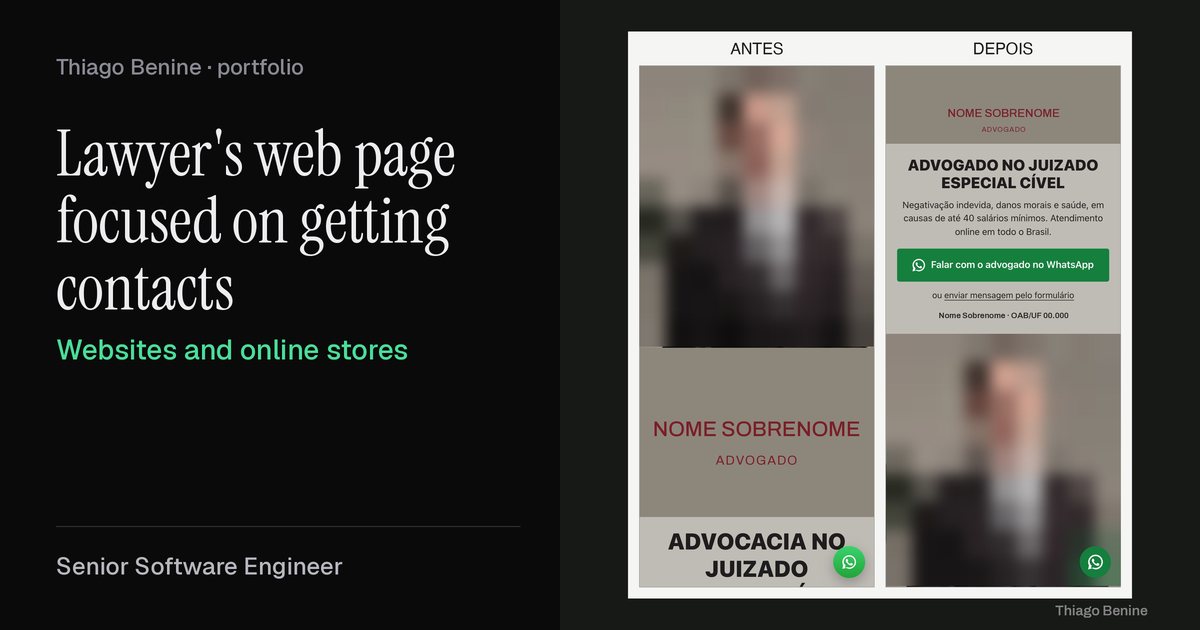 Thiago Benine · portfolio
Lawyer's web page
focused on getting
contacts
Websites and online stores
Senior Software Engineer
ANTES
NOME SOBRENOME
ADVOGADO
ADVOCACIA NO
JUIZADO
DEPOIS
NOME SOBRENOME
ADVOGADO
ADVOGADO NO JUIZADO
ESPECIAL CÍVEL
Negativação indevida, danos morais e saúde, em
causas de até 40 salários mínimos. Atendimento
online em todo o Brasil.
Falar com o advogado no WhatsApp
ou enviar mensagem pelo formulário
Nome Sobrenome · OAB/UF 00.000
Thiago Benine